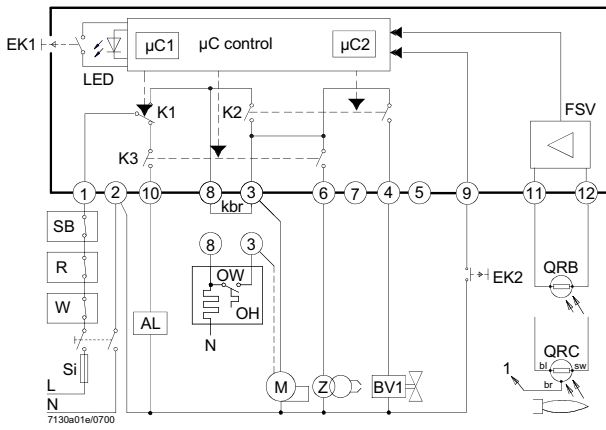 EK1
LED
µC1
µC control
µC2
FSV
K1
K2
K3
1
2
10
8
3
6
7
4
5
9
11
12
kbr
SB
R
W
Si
L
N
7130a01e/0700
AL
8
3
OW
OH
N
M
Z
BV1
EK2
QRB
QRC
bl
sw
br
1